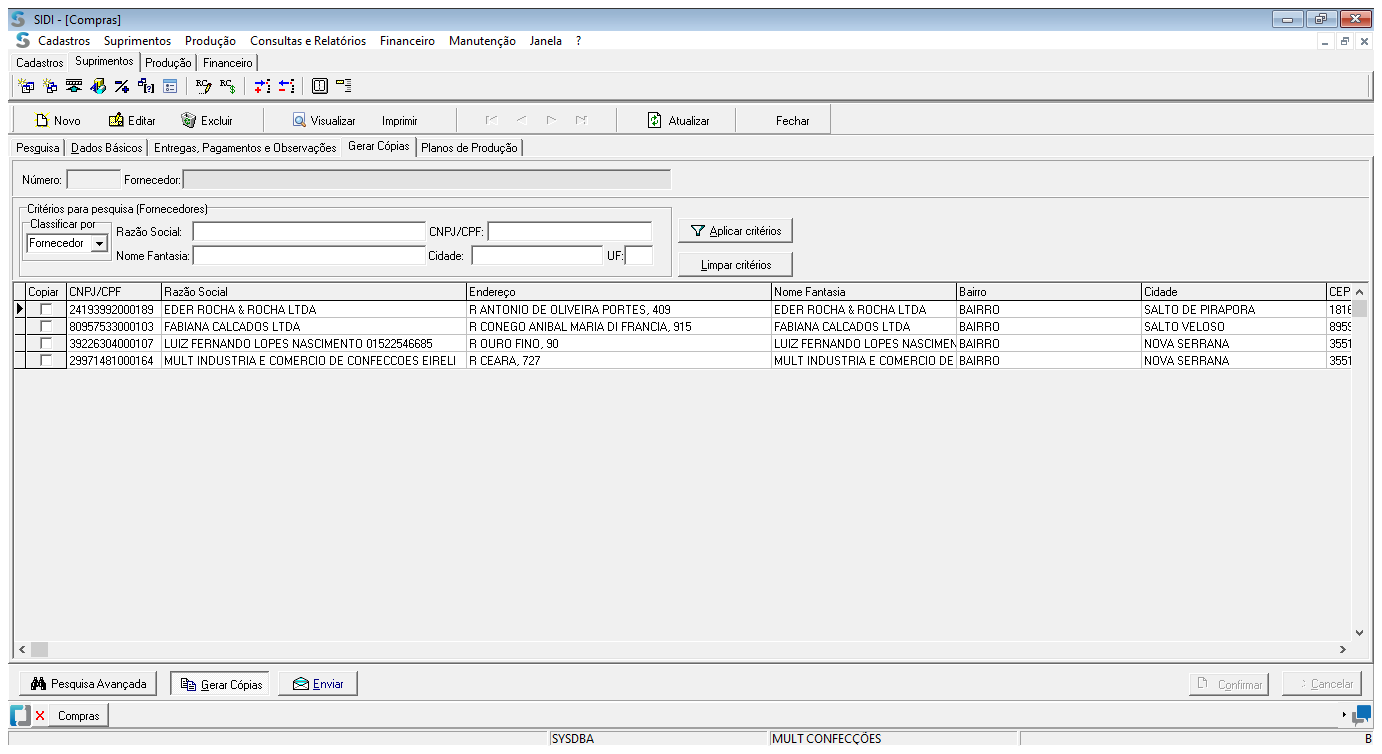 SIDI - [Compras]
Cadastros Suprimentos Produção Consultas e Relatórios Financeiro Manutenção Janela ?
Cadastros Suprimentos Produção Financeiro
Novo Editar Excluir Visualizar Imprimir Atualizar Fechar
Pesquisa Dados Básicos Entregas, Pagamentos e Observações Gerar Cópias Planos de Produção
Número: Fornecedor:
Critérios para pesquisa (Fornecedores)
Classificar por
Razão Social: CNPJ/CPF: Aplicar critérios
Fornecedor
Nome Fantasia: Cidade: UF:
Limpar critérios
Copiar CNPJ/CPF Razão Social Endereço Nome Fantasia Bairro Cidade CEP
24193992000189 EDER ROCHA & ROCHA LTDA R ANTONIO DE OLIVEIRA PORTES, 409 EDER ROCHA & ROCHA LTDA BAIRRO SALTO DE PIRAPORA 1816
80957533000103 FABIANA CALCADOS LTDA R CONEGO ANIBAL MARIA DI FRANCIA, 915 FABIANA CALCADOS LTDA BAIRRO SALTO VELOSO 8959
39226304000107 LUIZ FERNANDO LOPES NASCIMENTO 01522546685 R OURO FINO, 90 LUIZ FERNANDO LOPES NASCIMEN BAIRRO NOVA SERRANA 3551
29971481000164 MULT INDUSTRIA E COMERCIO DE CONFECCOES EIRELI R CEARA, 727 MULT INDUSTRIA E COMERCIO DE BAIRRO NOVA SERRANA 3551
Pesquisa Avançada Gerar Cópias Enviar Confirmar Cancelar
Compras
SYSDBA MULT CONFECÇÕES B